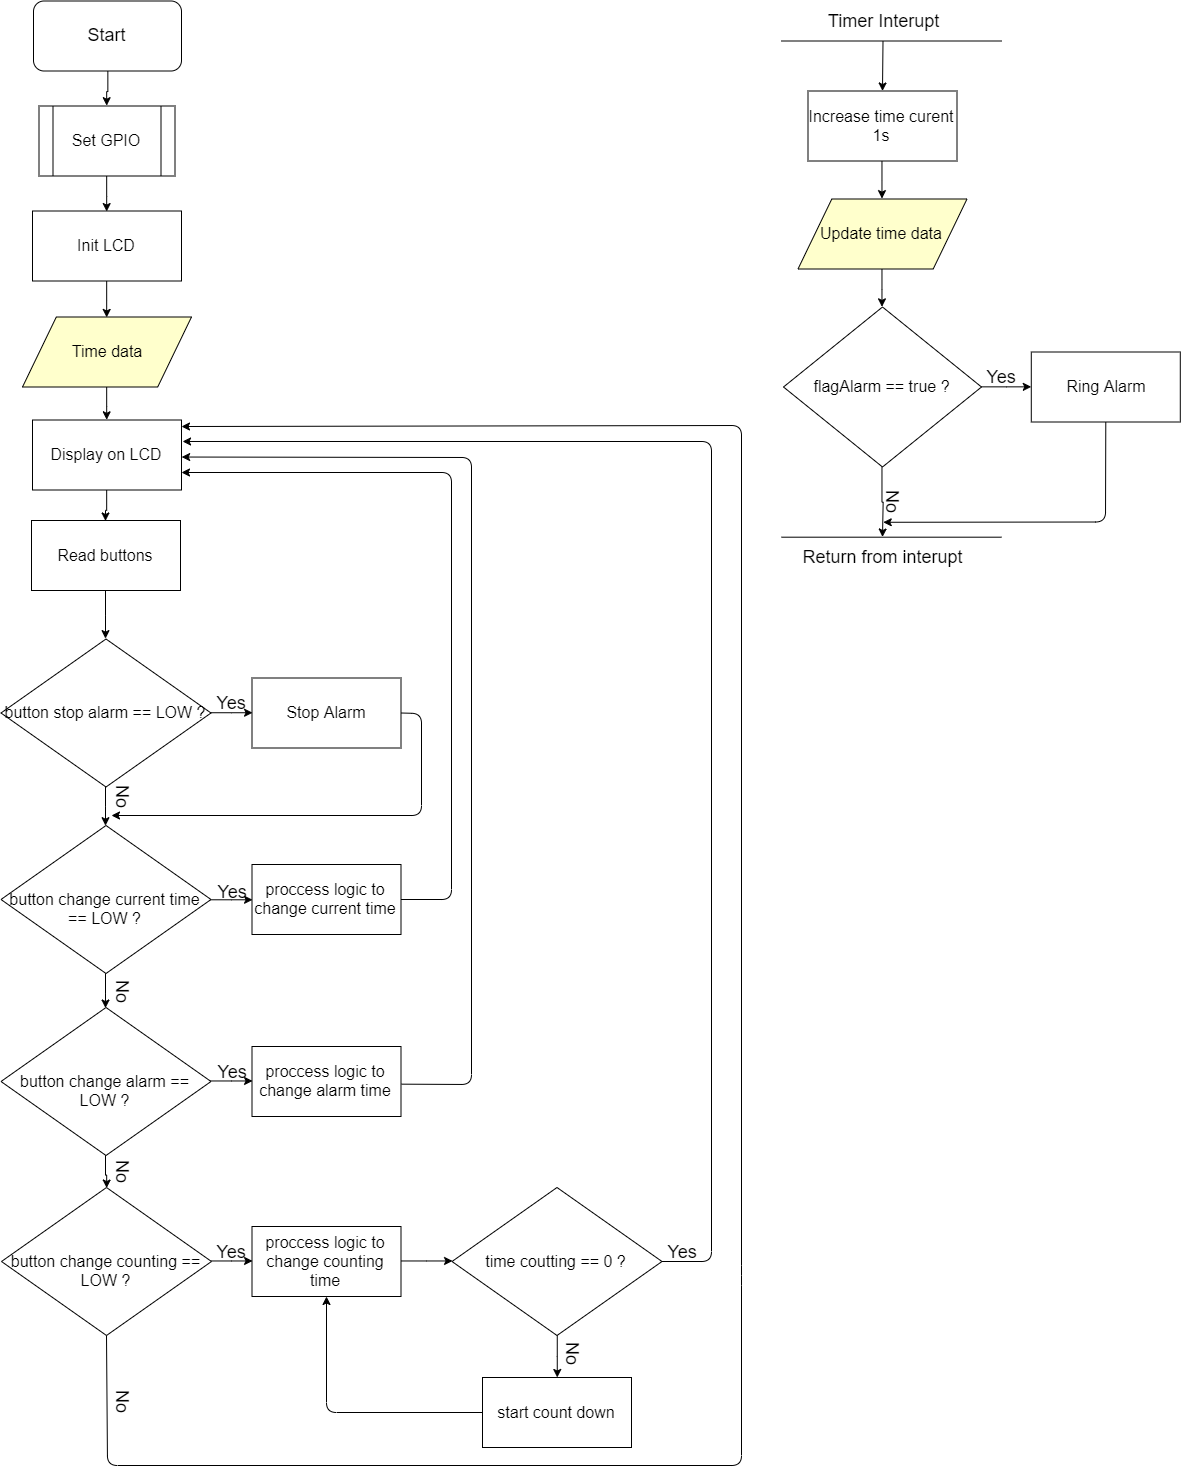 Start
Set GPIO
Init LCD
Time data
Display on LCD
Read buttons
button stop alarm == LOW ?
Yes
Stop Alarm
No
button change current time
== LOW ?
Yes
proccess logic to
change current time
No
button change alarm ==
LOW ?
Yes
proccess logic to
change alarm time
No
button change counting ==
LOW ?
Yes
proccess logic to
change counting
time
time coutting == 0 ?
Yes
No
start count down
No
Timer Interupt
Increase time curent
1s
Update time data
flagAlarm == true ?
Yes
Ring Alarm
No
Return from interupt